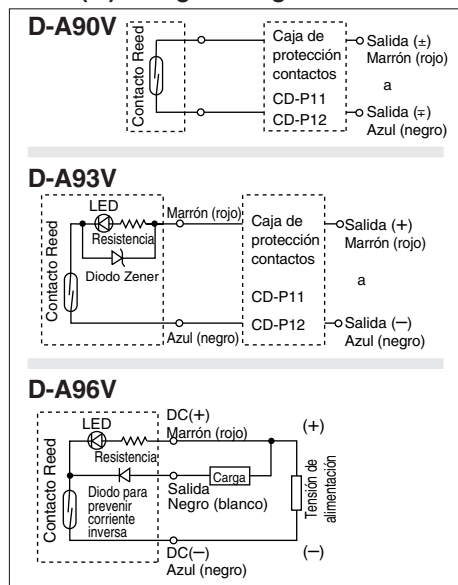 D-A90V
Contacto Reed
Caja de
protección
contactos
CD-P11
CD-P12
Salida (±)
Marrón (rojo)
a
Salida (∓)
Azul (negro)
D-A93V
LED
Resistencia
Diodo Zener
Contacto Reed
Marrón (rojo)
Azul (negro)
Caja de
protección
contactos
CD-P11
CD-P12
Salida (+)
Marrón (rojo)
a
Salida (—)
Azul (negro)
D-A96V
LED
Resistencia
Diodo para
prevenir
corriente
inversa
Contacto Reed
DC(+)
Marrón (rojo)
Carga
Salida
Negro (blanco)
DC(—)
Azul (negro)
(+)
Tensión de
alimentación
(—)